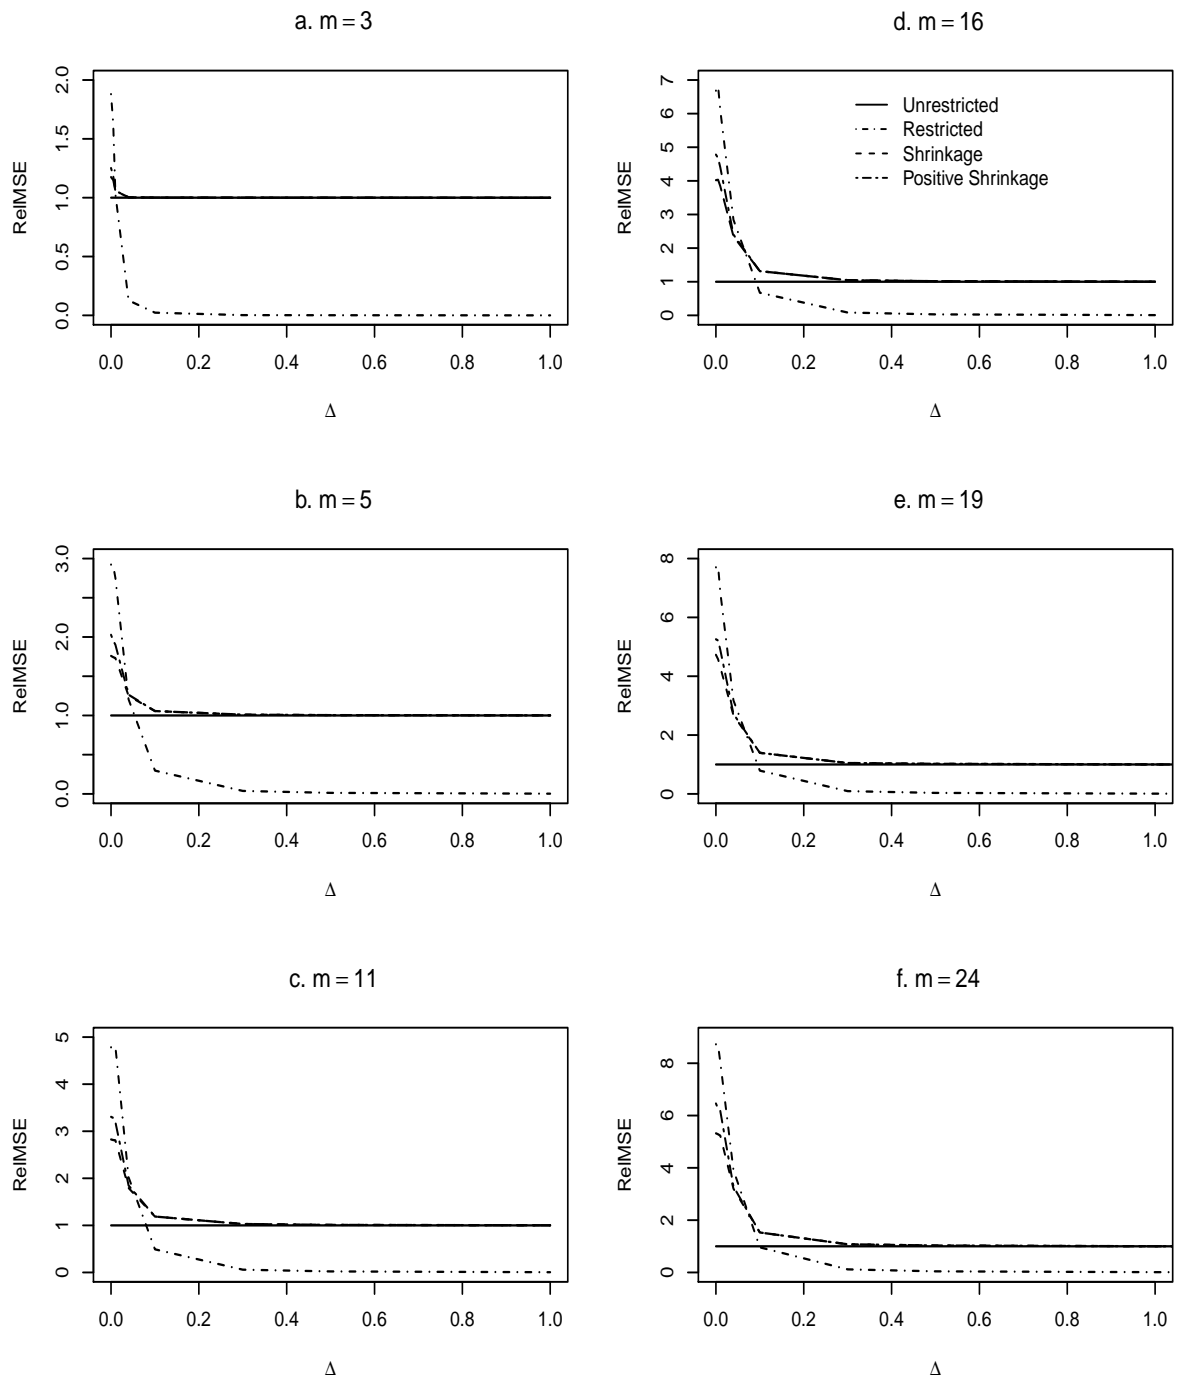 a. m = 3
RelMSE
2.0
1.5
1.0
0.5
0.0
0.0 0.2 0.4 0.6 0.8 1.0
Δ
d. m = 16
RelMSE
7
6
5
4
3
2
1
0
Unrestricted
Restricted
Shrinkage
Positive Shrinkage
0.0 0.2 0.4 0.6 0.8 1.0
Δ
b. m = 5
RelMSE
3.0
2.0
1.0
0.0
0.0 0.2 0.4 0.6 0.8 1.0
Δ
e. m = 19
RelMSE
8
6
4
2
0
0.0 0.2 0.4 0.6 0.8 1.0
Δ
c. m = 11
RelMSE
5
4
3
2
1
0
0.0 0.2 0.4 0.6 0.8 1.0
Δ
f. m = 24
RelMSE
8
6
4
2
0
0.0 0.2 0.4 0.6 0.8 1.0
Δ